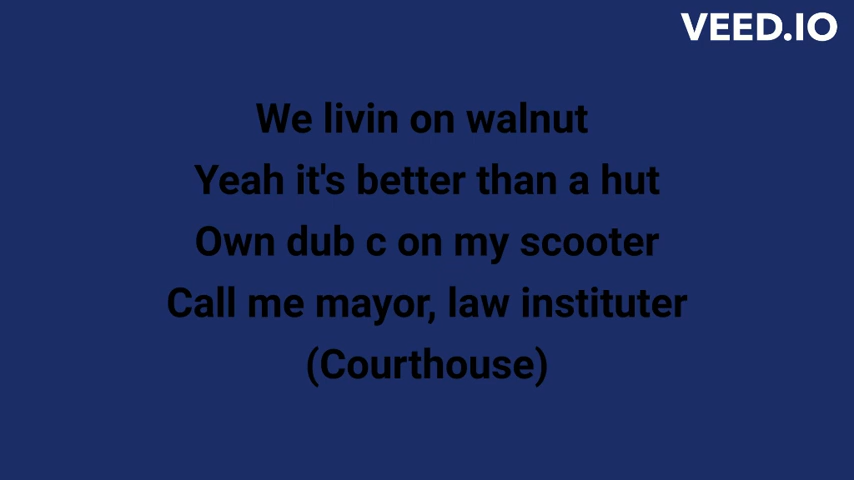 VEED.IO
We livin on walnut
Yeah it's better than a hut
Own dub c on my scooter
Call me mayor, law instituter
(Courthouse)